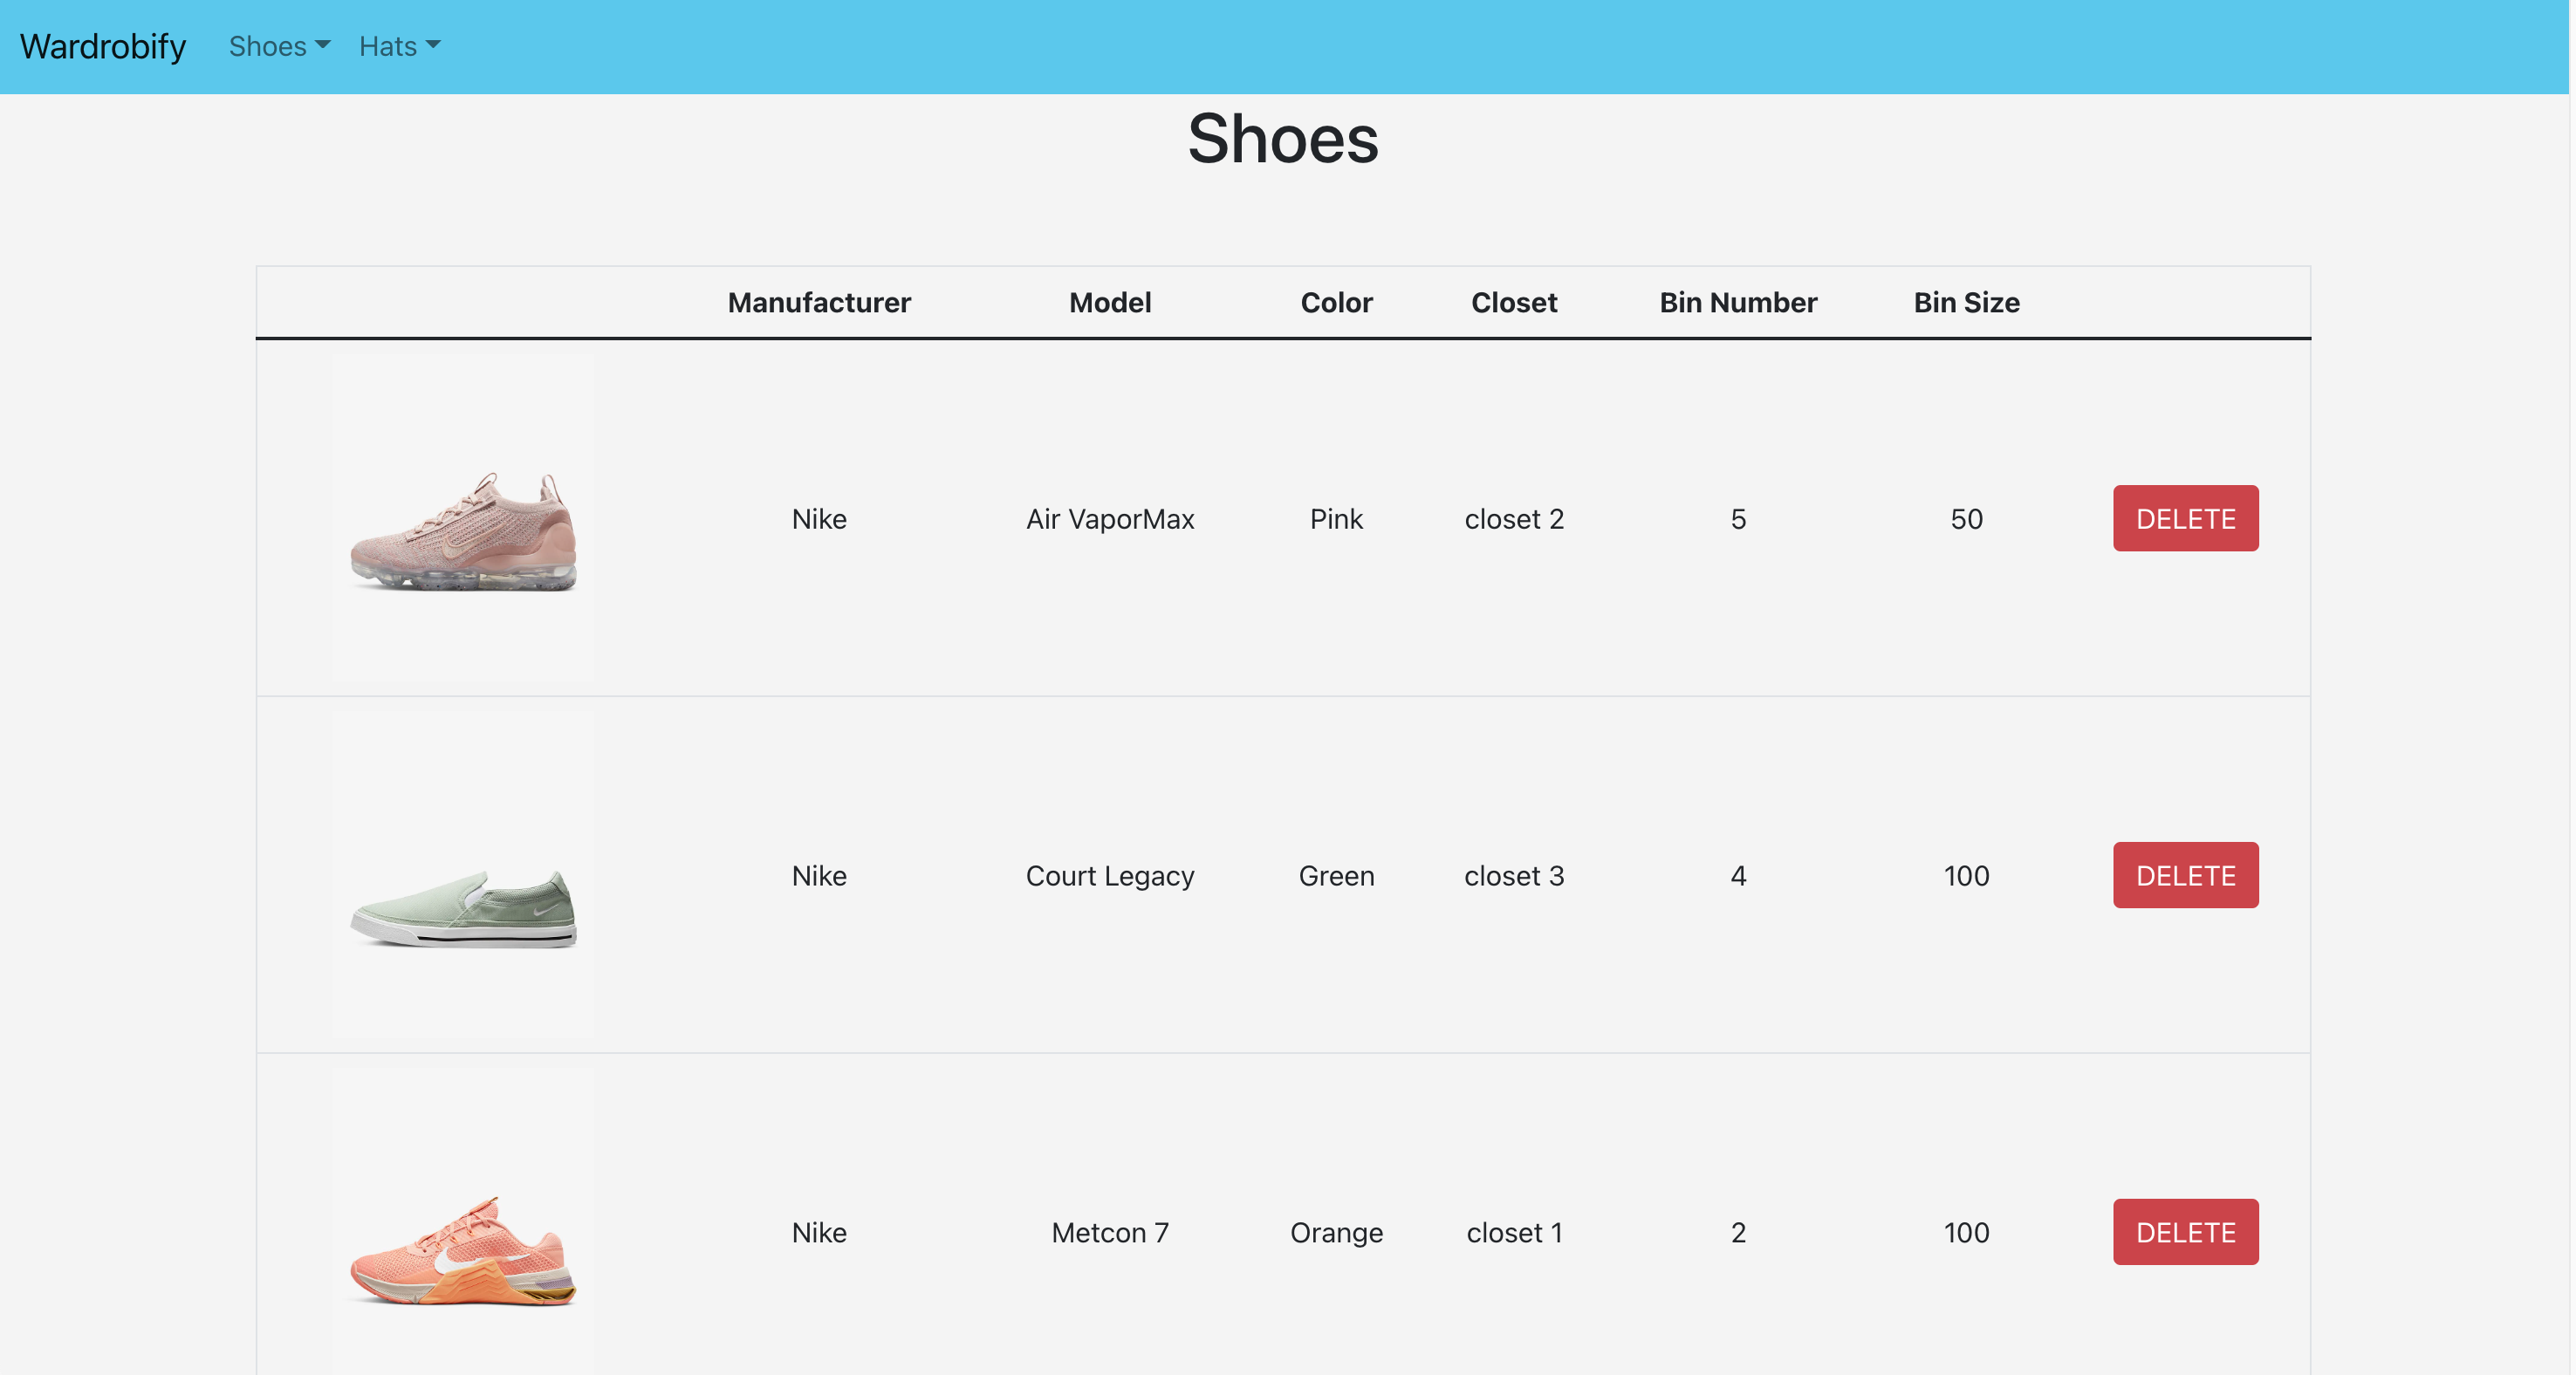 Wardrobify Shoes Hats
Shoes
Manufacturer Model Color Closet Bin Number Bin Size
Nike Air VaporMax Pink closet 2 5 50 DELETE
Nike Court Legacy Green closet 3 4 100 DELETE
Nike Metcon 7 Orange closet 1 2 100 DELETE